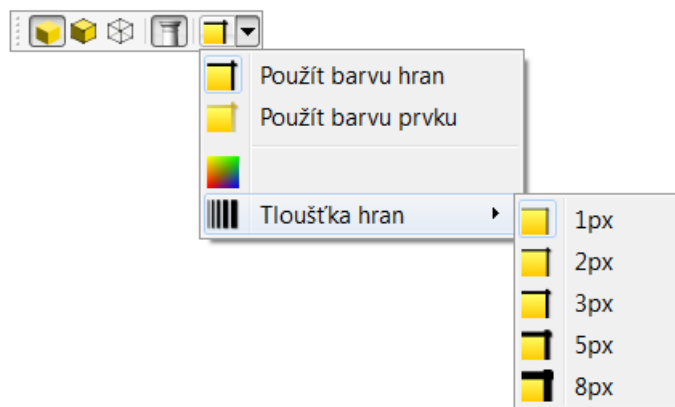 Použít barvu hran
Použít barvu prvku
Tloušťka hran
1px
2px
3px
5px
8px